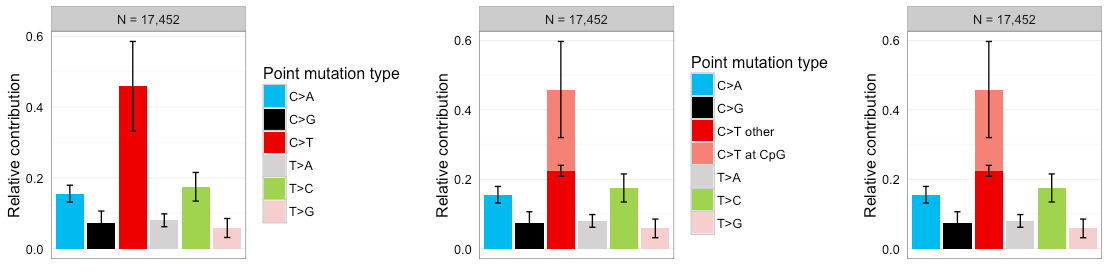 N = 17,452
0.6
0.4
0.2
0.0
Relative contribution
Point mutation type
C>A
C>G
C>T
T>A
T>C
T>G
N = 17,452
0.6
0.4
0.2
0.0
Relative contribution
Point mutation type
C>A
C>G
C>T other
C>T at CpG
T>A
T>C
T>G
N = 17,452
0.6
0.4
0.2
0.0
Relative contribution